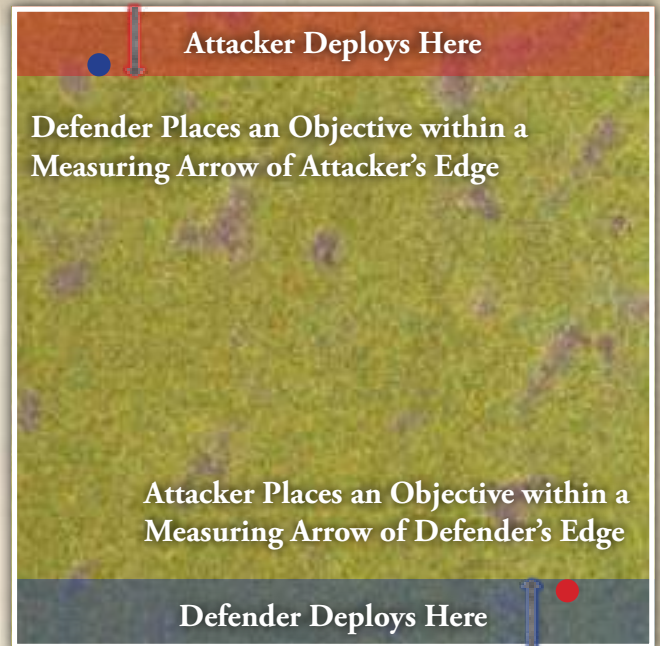 Attacker Deploys Here
Defender Places an Objective within a
Measuring Arrow of Attacker’s Edge
Attacker Places an Objective within a
Measuring Arrow of Defender’s Edge
Defender Deploys Here